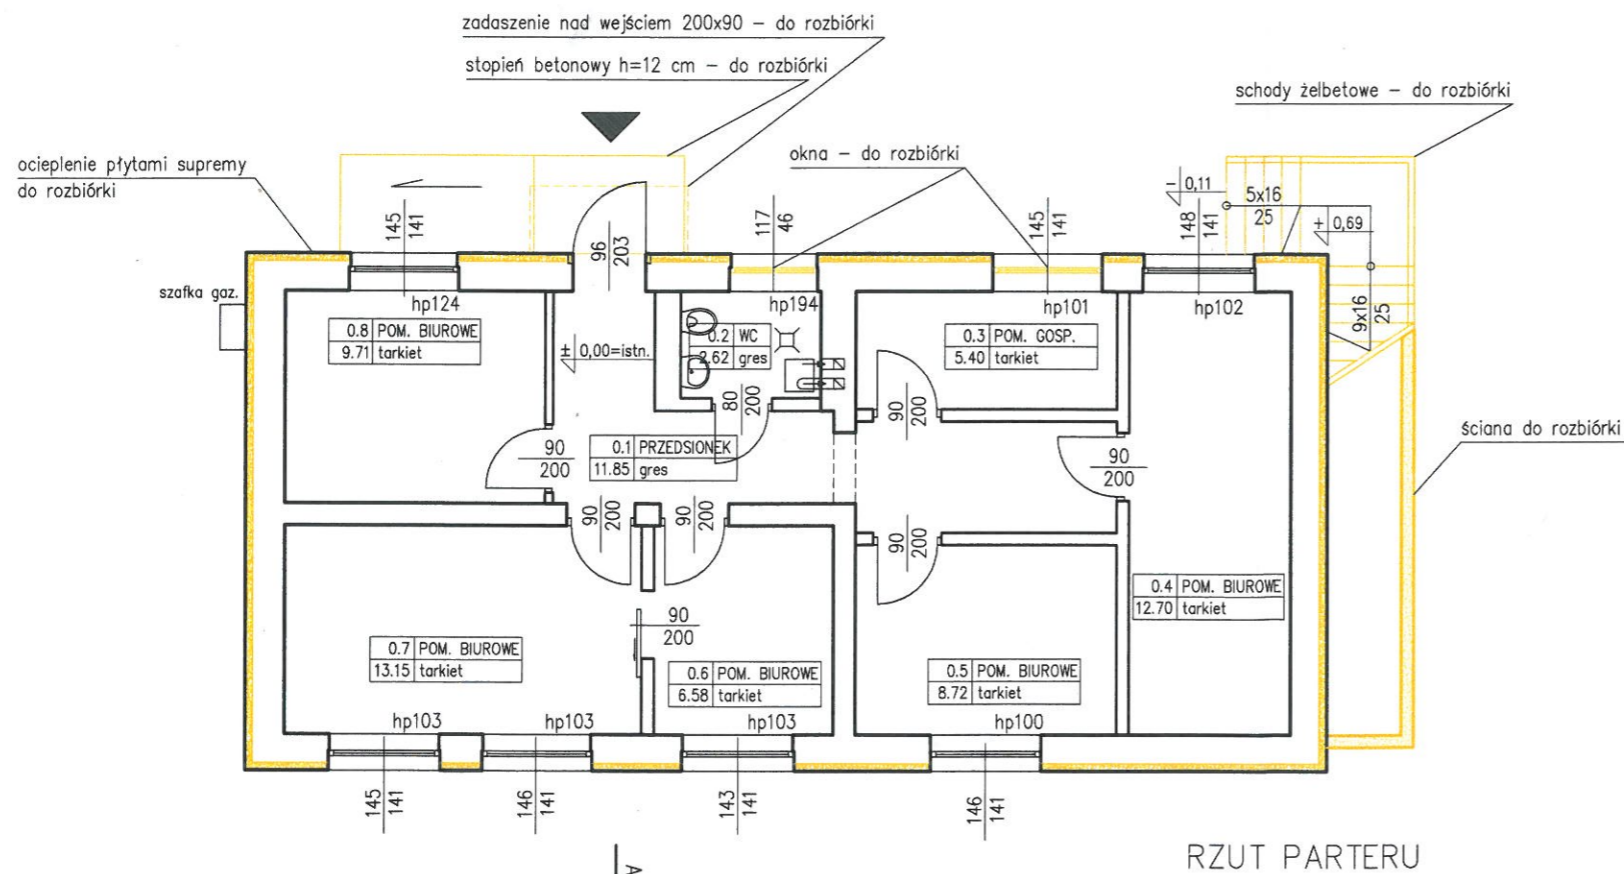 zadaszenie nad wejściem 200x90 – do rozbiórki
stopień betonowy h=12 cm – do rozbiórki
schody żelbetowe – do rozbiórki
ocieplenie płytami supremy
do rozbiórki
okna – do rozbiórki
szafka gaz.
ściana do rozbiórki
145
141
96
203
117
46
145
141
148
141
- 0,11
5x16
25
+ 0,69
9x16
25
hp124
hp194
hp101
hp102
0.8 POM. BIUROWE
9.71 tarkiet
± 0,00=istn.
0.2 WC
2.62 gres
0.3 POM. GOSP.
5.40 tarkiet
80
200
90
200
90
200
0.1 PRZEDSIONEK
11.85 gres
90
200
90
200
90
200
90
200
90
200
0.7 POM. BIUROWE
13.15 tarkiet
0.6 POM. BIUROWE
6.58 tarkiet
0.5 POM. BIUROWE
8.72 tarkiet
0.4 POM. BIUROWE
12.70 tarkiet
hp103
hp103
hp103
hp100
145
141
146
141
143
141
146
141
A
RZUT PARTERU